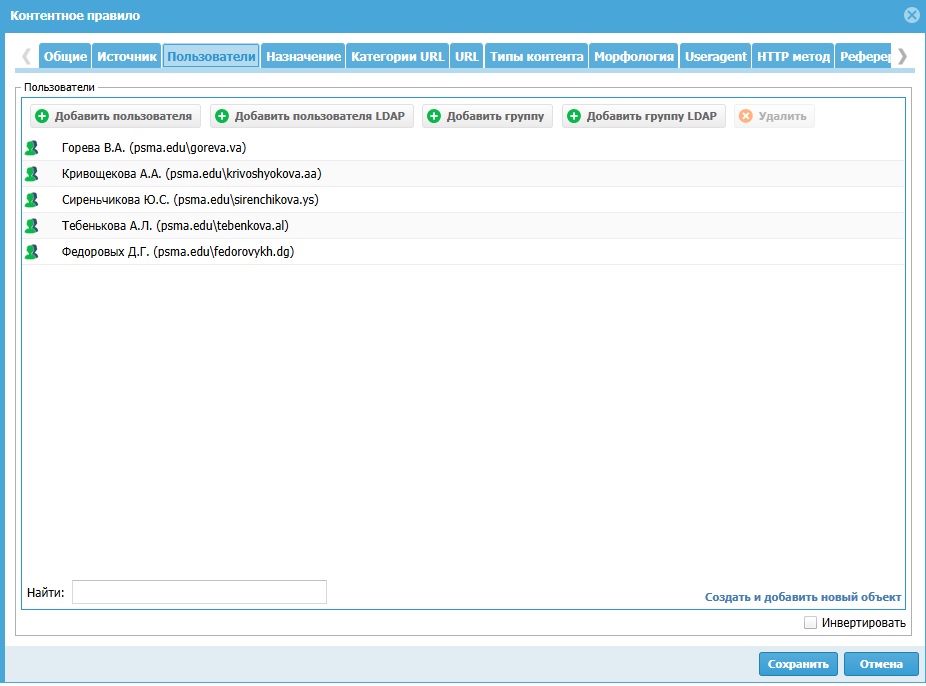 Контентное правило
Общие Источник Пользователи Назначение Категории URL URL Типы контента Морфология Useragent HTTP метод Реферер
Пользователи
Добавить пользователя Добавить пользователя LDAP Добавить группу Добавить группу LDAP Удалить
Горева В.А. (psma.edu\goreva.va)
Кривощекова А.А. (psma.edu\krivoshyokova.aa)
Сиреньчикова Ю.С. (psma.edu\sirenchikova.ys)
Тебенькова А.Л. (psma.edu\tebenkova.al)
Федоровых Д.Г. (psma.edu\fedorovykh.dg)
Найти:
Создать и добавить новый объект
Инвертировать
Сохранить Отмена